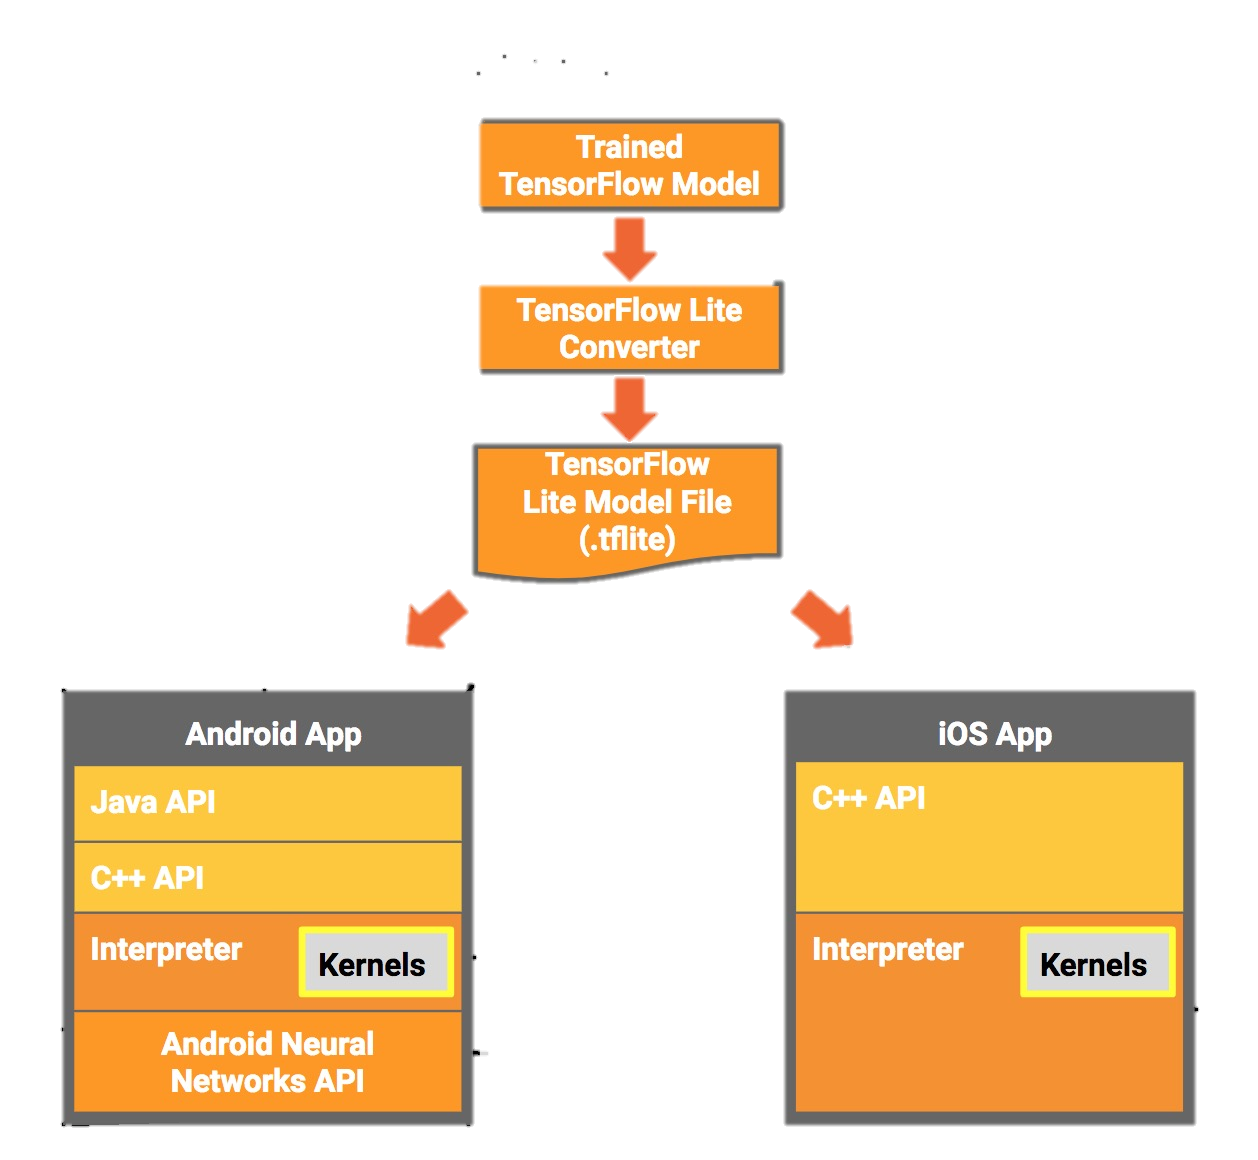 Trained
TensorFlow Model
TensorFlow Lite
Converter
TensorFlow
Lite Model File
(.tflite)
Android App
Java API
C++ API
Interpreter
Kernels
Android Neural
Networks API
iOS App
C++ API
Interpreter
Kernels